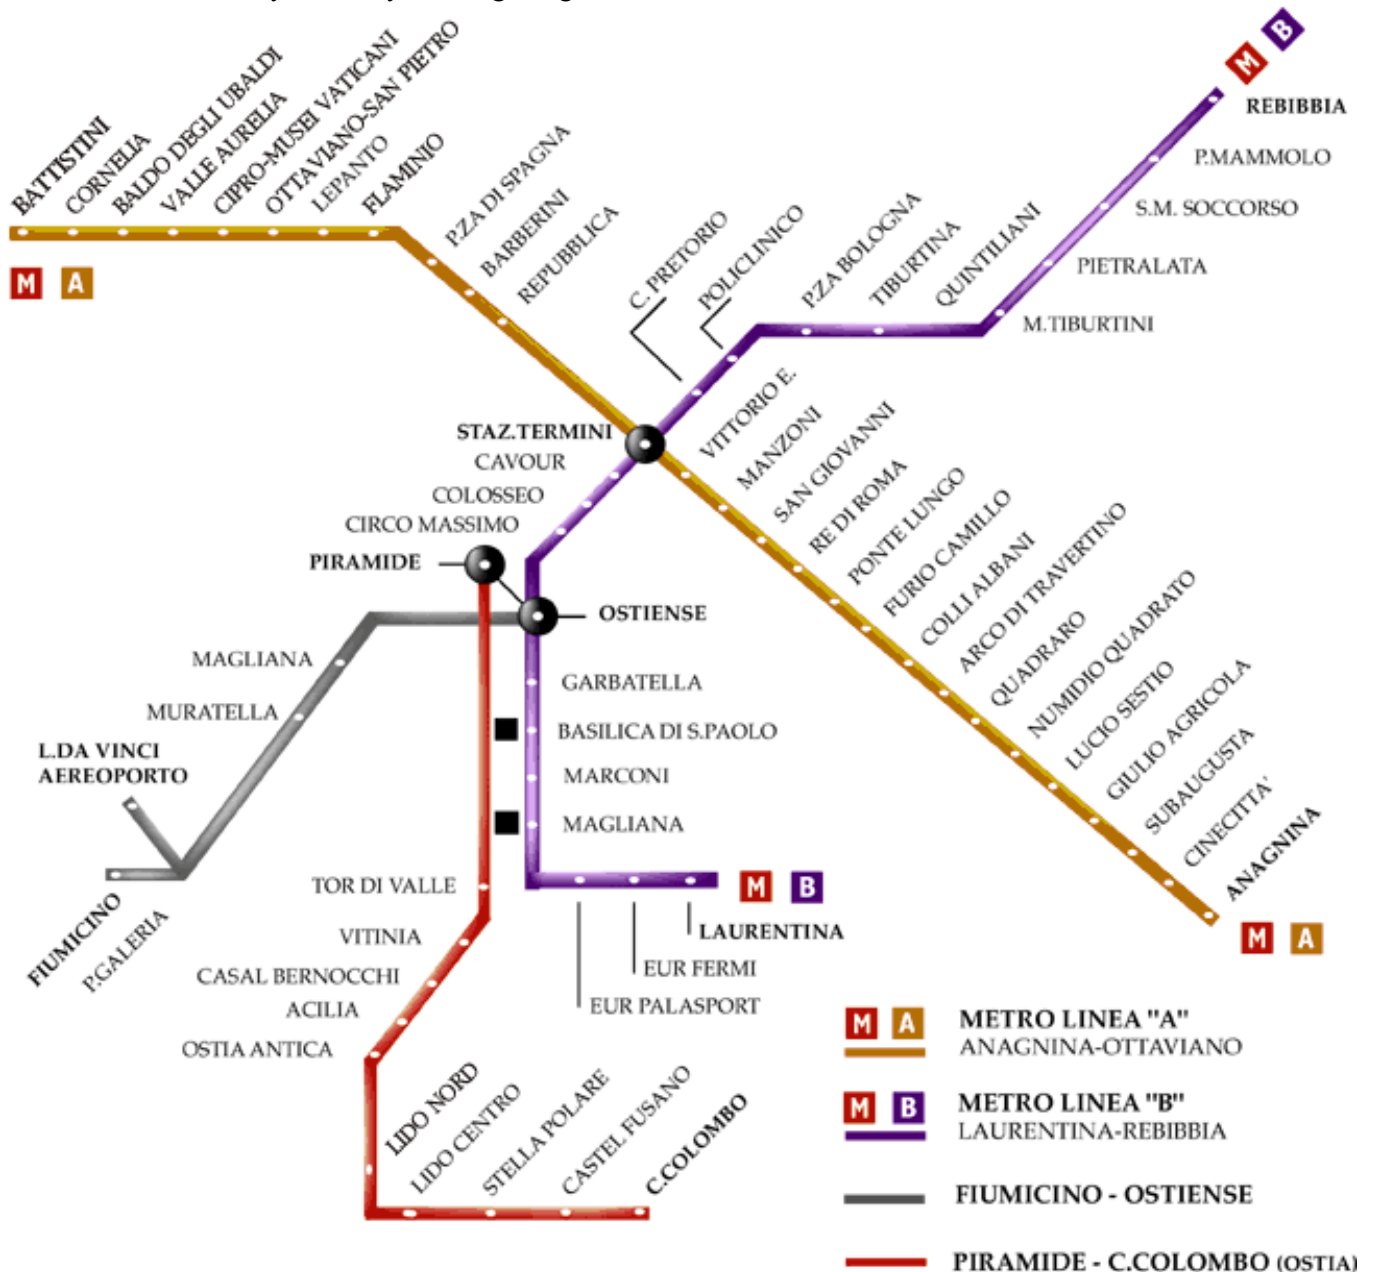 BATTISTINI
CORNELIA
BALDO DEGLI UBALDI
VALLE AURELIA
CIPRO-MUSEI VATICANI
OTTAVIANO-SAN PIETRO
LEPANTO
FLAMINIO
P.ZA DI SPAGNA
BARBERINI
REPUBBLICA
M A
C. PRETORIO
POLICLINICO
P.ZA BOLOGNA
TIBURTINA
QUINTILIANI
M B
REBIBBIA
P.MAMMOLO
S.M. SOCCORSO
PIETRALATA
M.TIBURTINI
STAZ.TERMINI
CAVOUR
COLOSSEO
CIRCO MASSIMO
PIRAMIDE
OSTIENSE
VITTORIO E.
MANZONI
SAN GIOVANNI
RE DI ROMA
PONTE LUNGO
FURIO CAMILLO
COLLI ALBANI
ARCO DI TRAVERTINO
QUADRARO
NUMIDIO QUADRATO
LUCIO SESTIO
GIULIO AGRICOLA
SUBAUGUSTA
CINECITTA'
ANAGNINA
M A
MAGLIANA
MURATELLA
L.DA VINCI
AEREOPORTO
FIUMICINO
P.GALERIA
GARBATELLA
BASILICA DI S.PAOLO
MARCONI
MAGLIANA
M B
LAURENTINA
EUR FERMI
EUR PALASPORT
TOR DI VALLE
VITINIA
CASAL BERNOCCHI
ACILIA
OSTIA ANTICA
LIDO NORD
LIDO CENTRO
STELLA POLARE
CASTEL FUSANO
C.COLOMBO
M A METRO LINEA "A"
ANAGNINA-OTTAVIANO
M B METRO LINEA "B"
LAURENTINA-REBIBBIA
FIUMICINO - OSTIENSE
PIRAMIDE - C.COLOMBO (OSTIA)